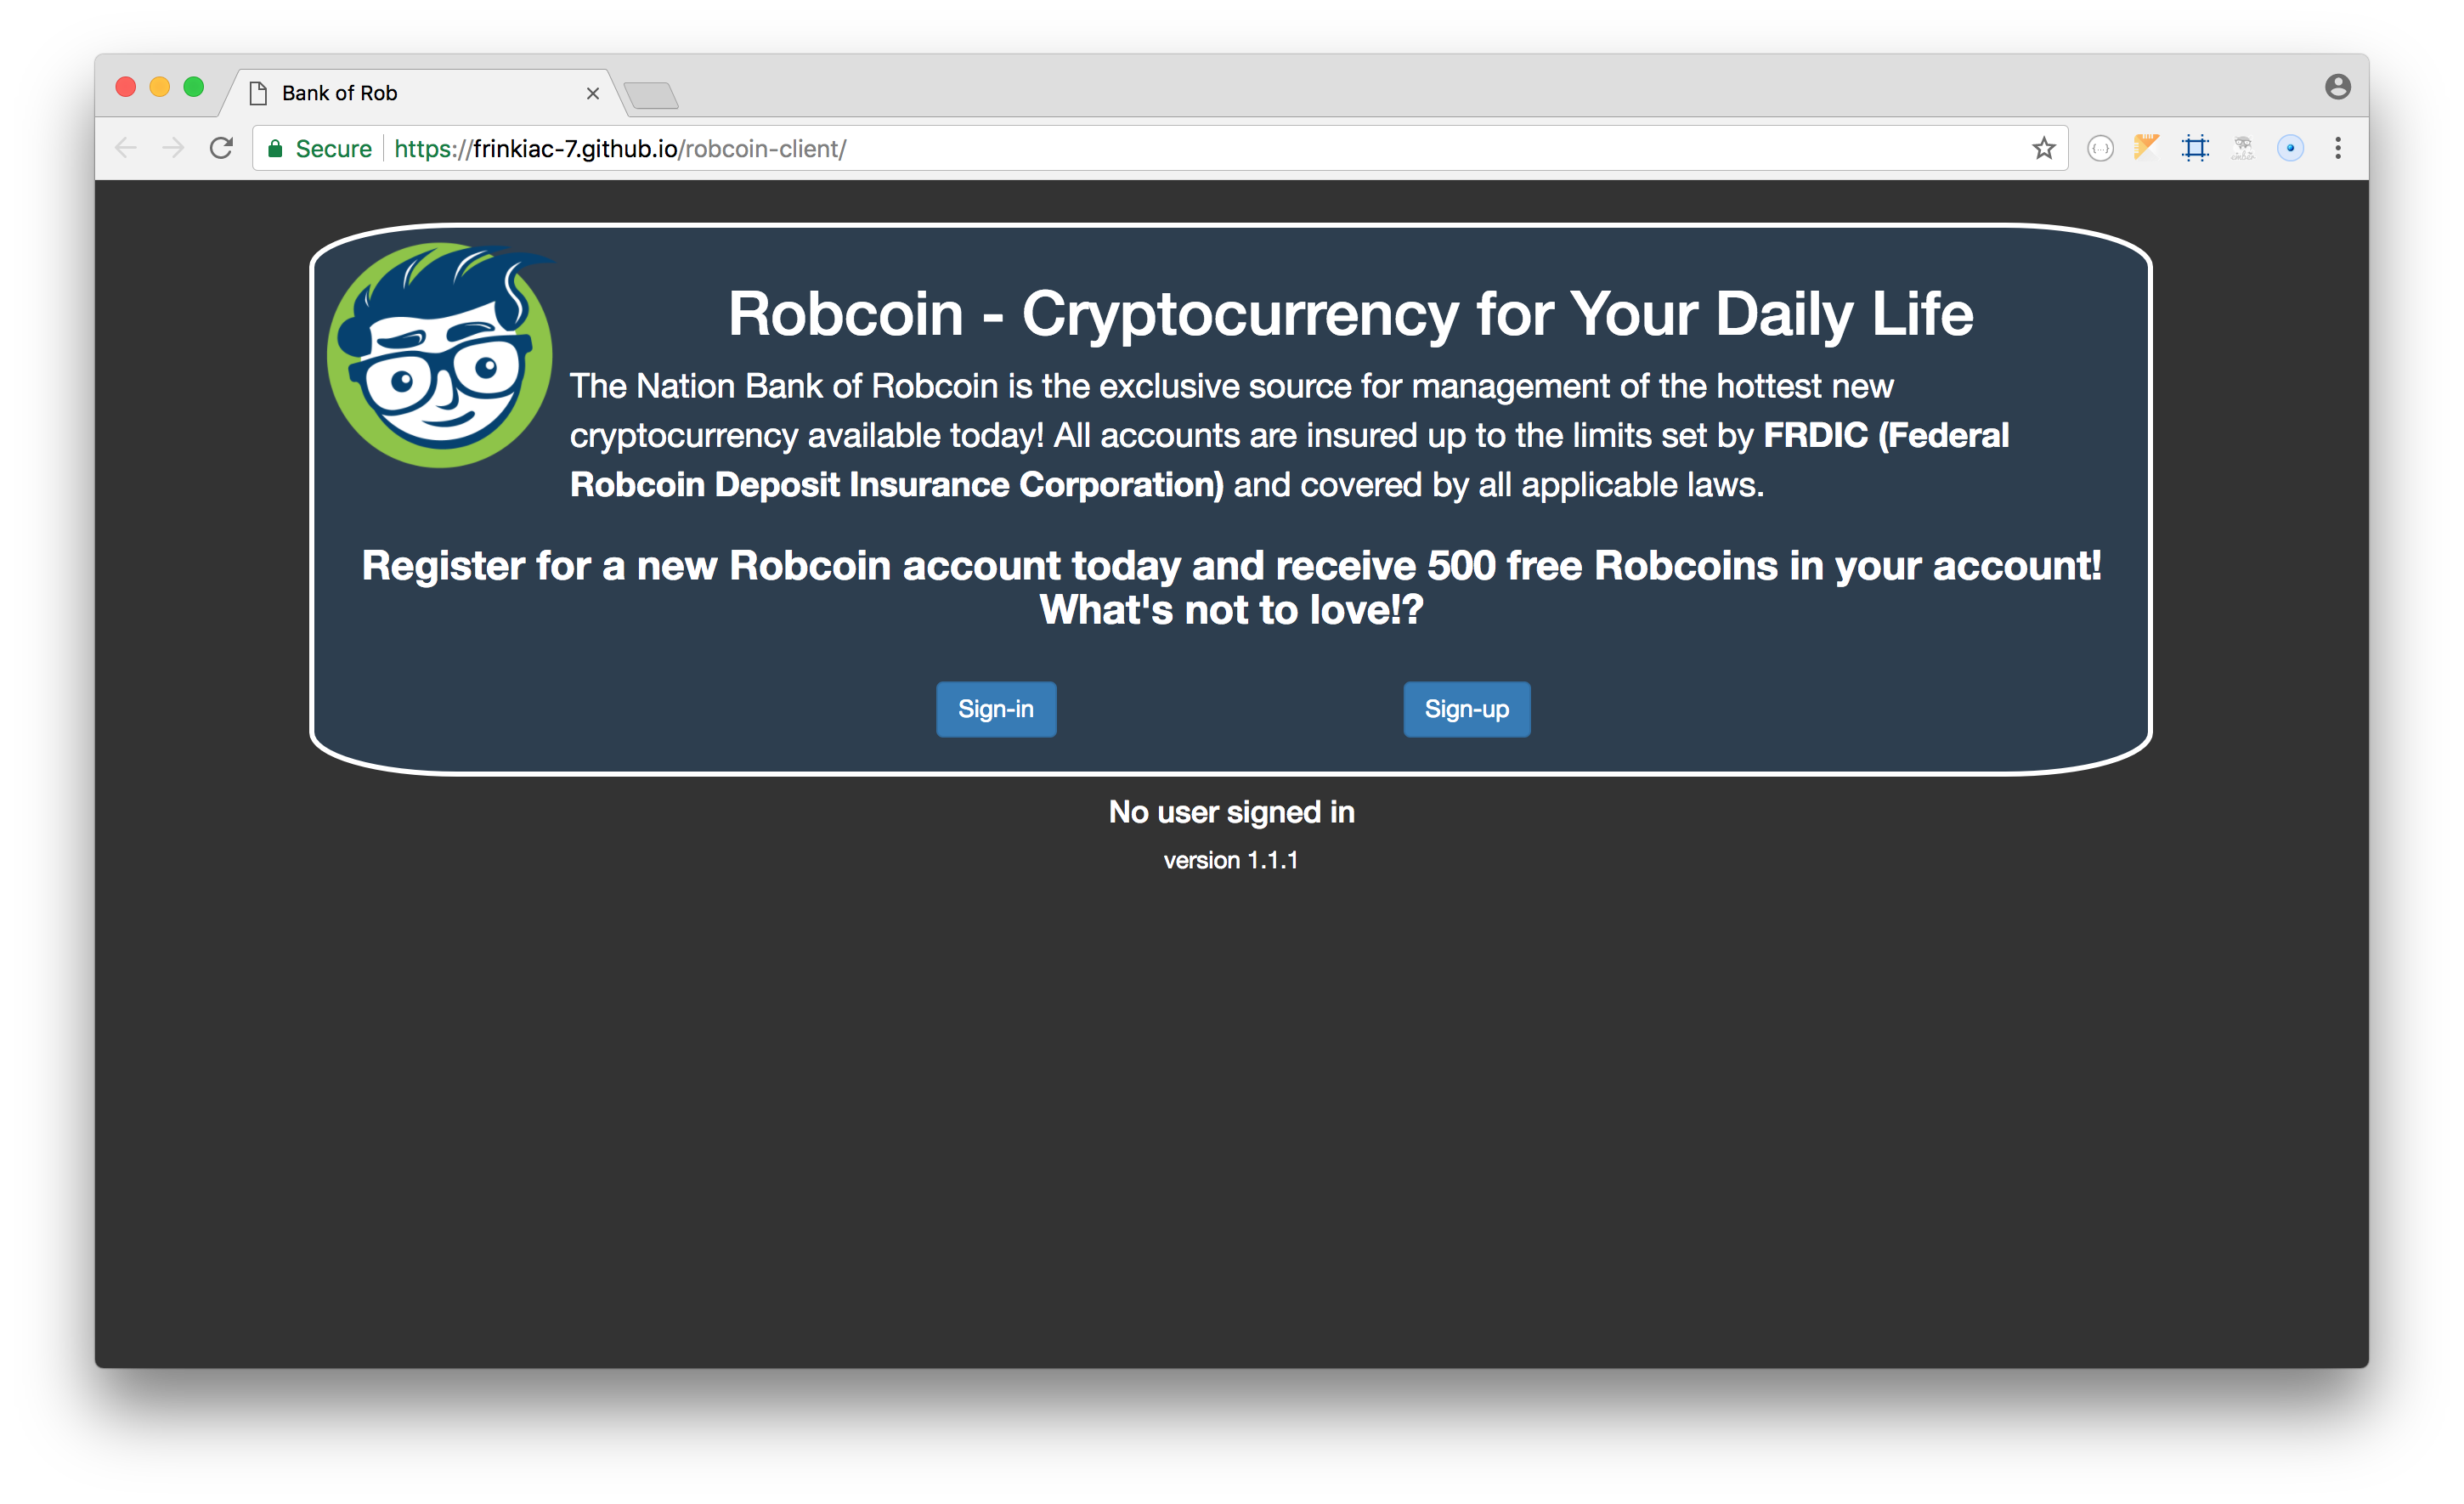 Bank of Rob
Secure https://frinkiac-7.github.io/robcoin-client/
Robcoin - Cryptocurrency for Your Daily Life
The Nation Bank of Robcoin is the exclusive source for management of the hottest new
cryptocurrency available today! All accounts are insured up to the limits set by FRDIC (Federal
Robcoin Deposit Insurance Corporation) and covered by all applicable laws.
Register for a new Robcoin account today and receive 500 free Robcoins in your account!
What's not to love!?
Sign-in Sign-up
No user signed in
version 1.1.1